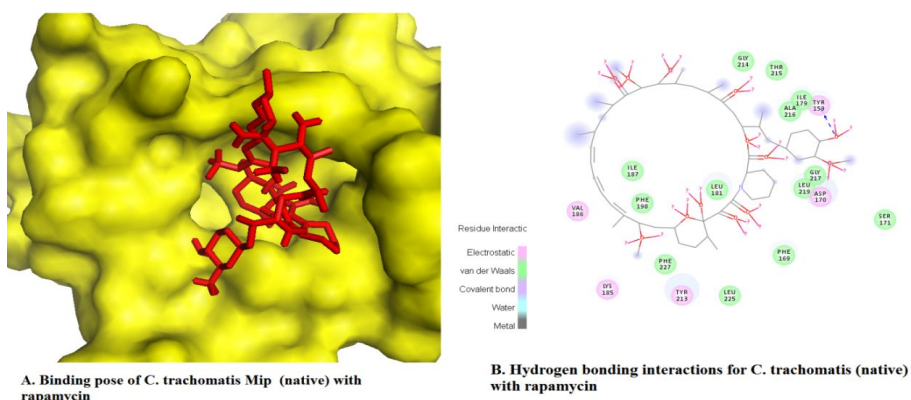 GLY
214
THR
215
ILE
179
TYR
ALA
216
ILE
187
LEU
181
GLY
217
LEU
219
ASP
170
PHE
198
VAL
186
SER
171
Residue Interactic
PHE
169
Electrostatic
PHE
227
van der Waals
LYS
185
TYR
213
LEU
225
Covalent bond
Water
Metal
A. Binding pose of C. trachomatis Mip (native) with
rapamycin
B. Hydrogen bonding interactions for C. trachomatis (native)
with rapamycin